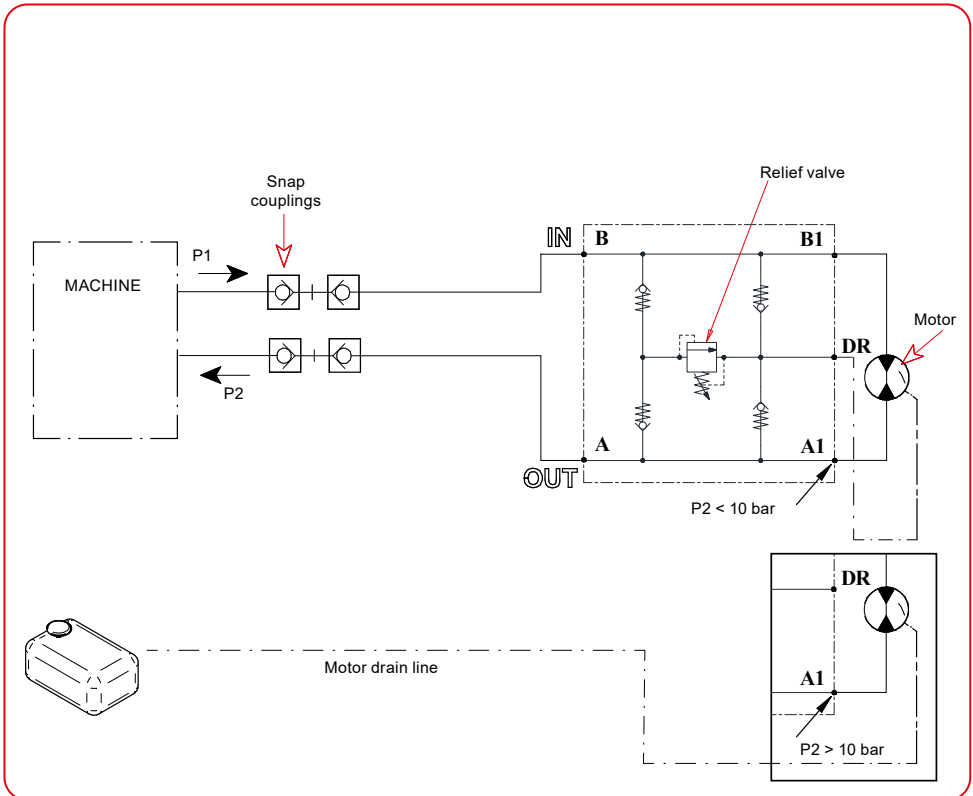 Snap
couplings
Relief valve
IN
B
B1
P1
MACHINE
Motor
DR
P2
A
A1
OUT
P2 < 10 bar
DR
Motor drain line
A1
P2 > 10 bar